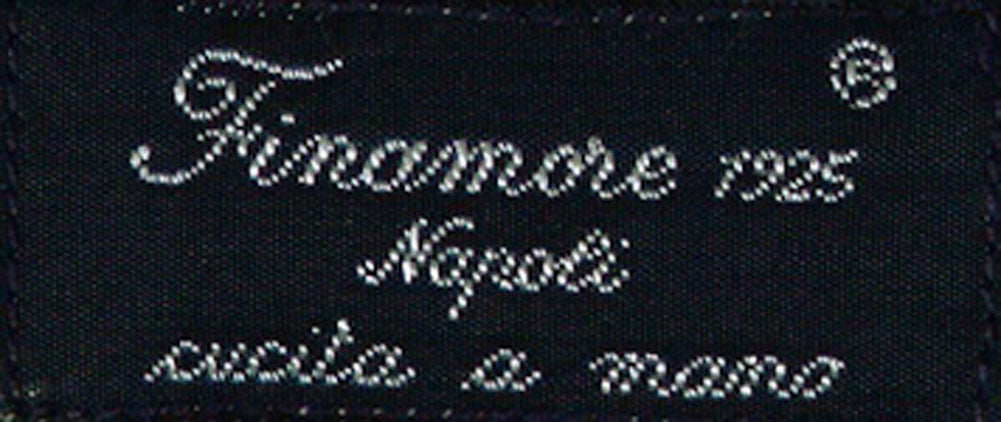 Finamore 1925 ®
Napoli
cucita a mano